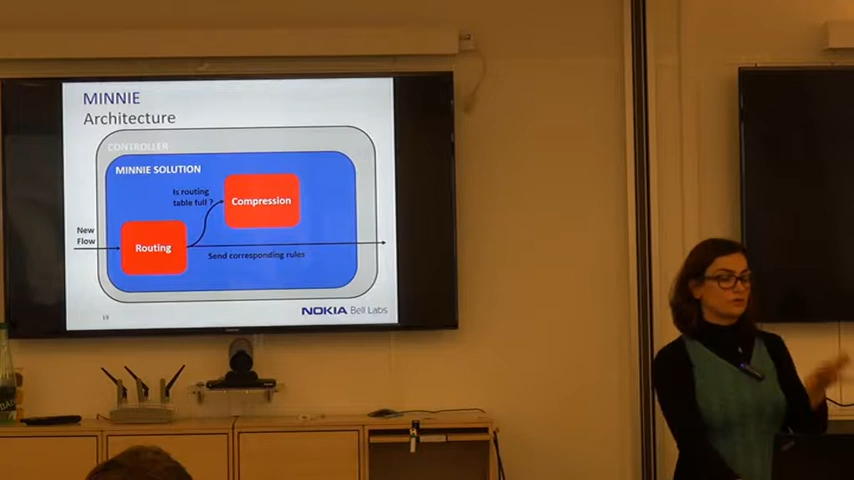 MINNIE
Architecture
CONTROLLER
MINNIE SOLUTION
Is routing
table full ?
Compression
New
Flow
Routing
Send corresponding rules
19
NOKIA Bell Labs